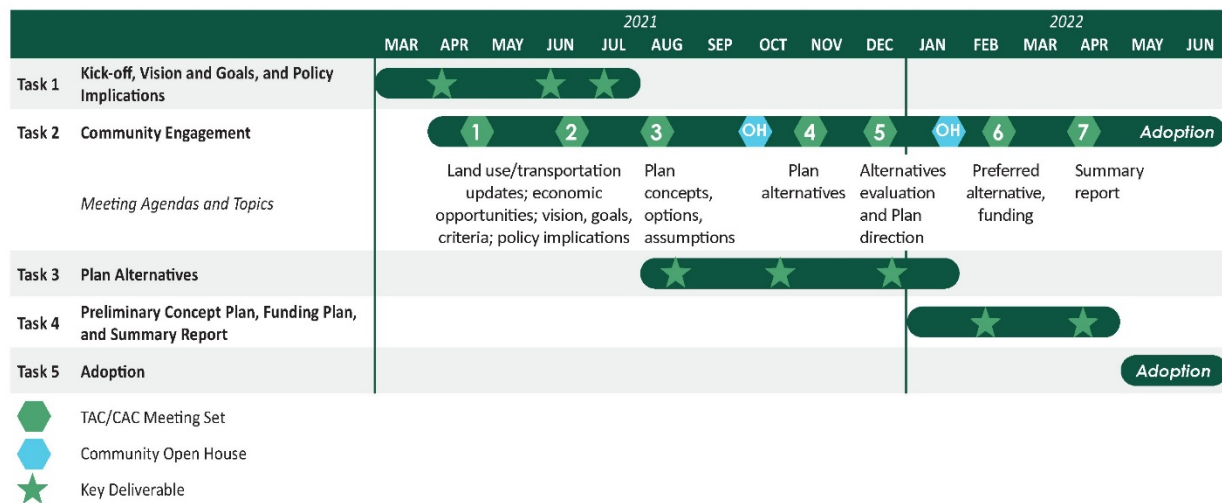 2021 2022
MAR APR MAY JUN JUL AUG SEP OCT NOV DEC JAN FEB MAR APR MAY JUN
Task 1 Kick-off, Vision and Goals, and Policy
Implications
Task 2 Community Engagement 1 2 3 OH 4 5 OH 6 7 Adoption
Meeting Agendas and Topics
Land use/transportation
updates; economic
opportunities; vision, goals,
criteria; policy implications
Plan
concepts,
options,
assumptions
Plan
alternatives
Alternatives
evaluation
and Plan
direction
Preferred
alternative,
funding
Summary
report
Task 3 Plan Alternatives
Task 4 Preliminary Concept Plan, Funding Plan,
and Summary Report
Task 5 Adoption Adoption
TAC/CAC Meeting Set
Community Open House
Key Deliverable